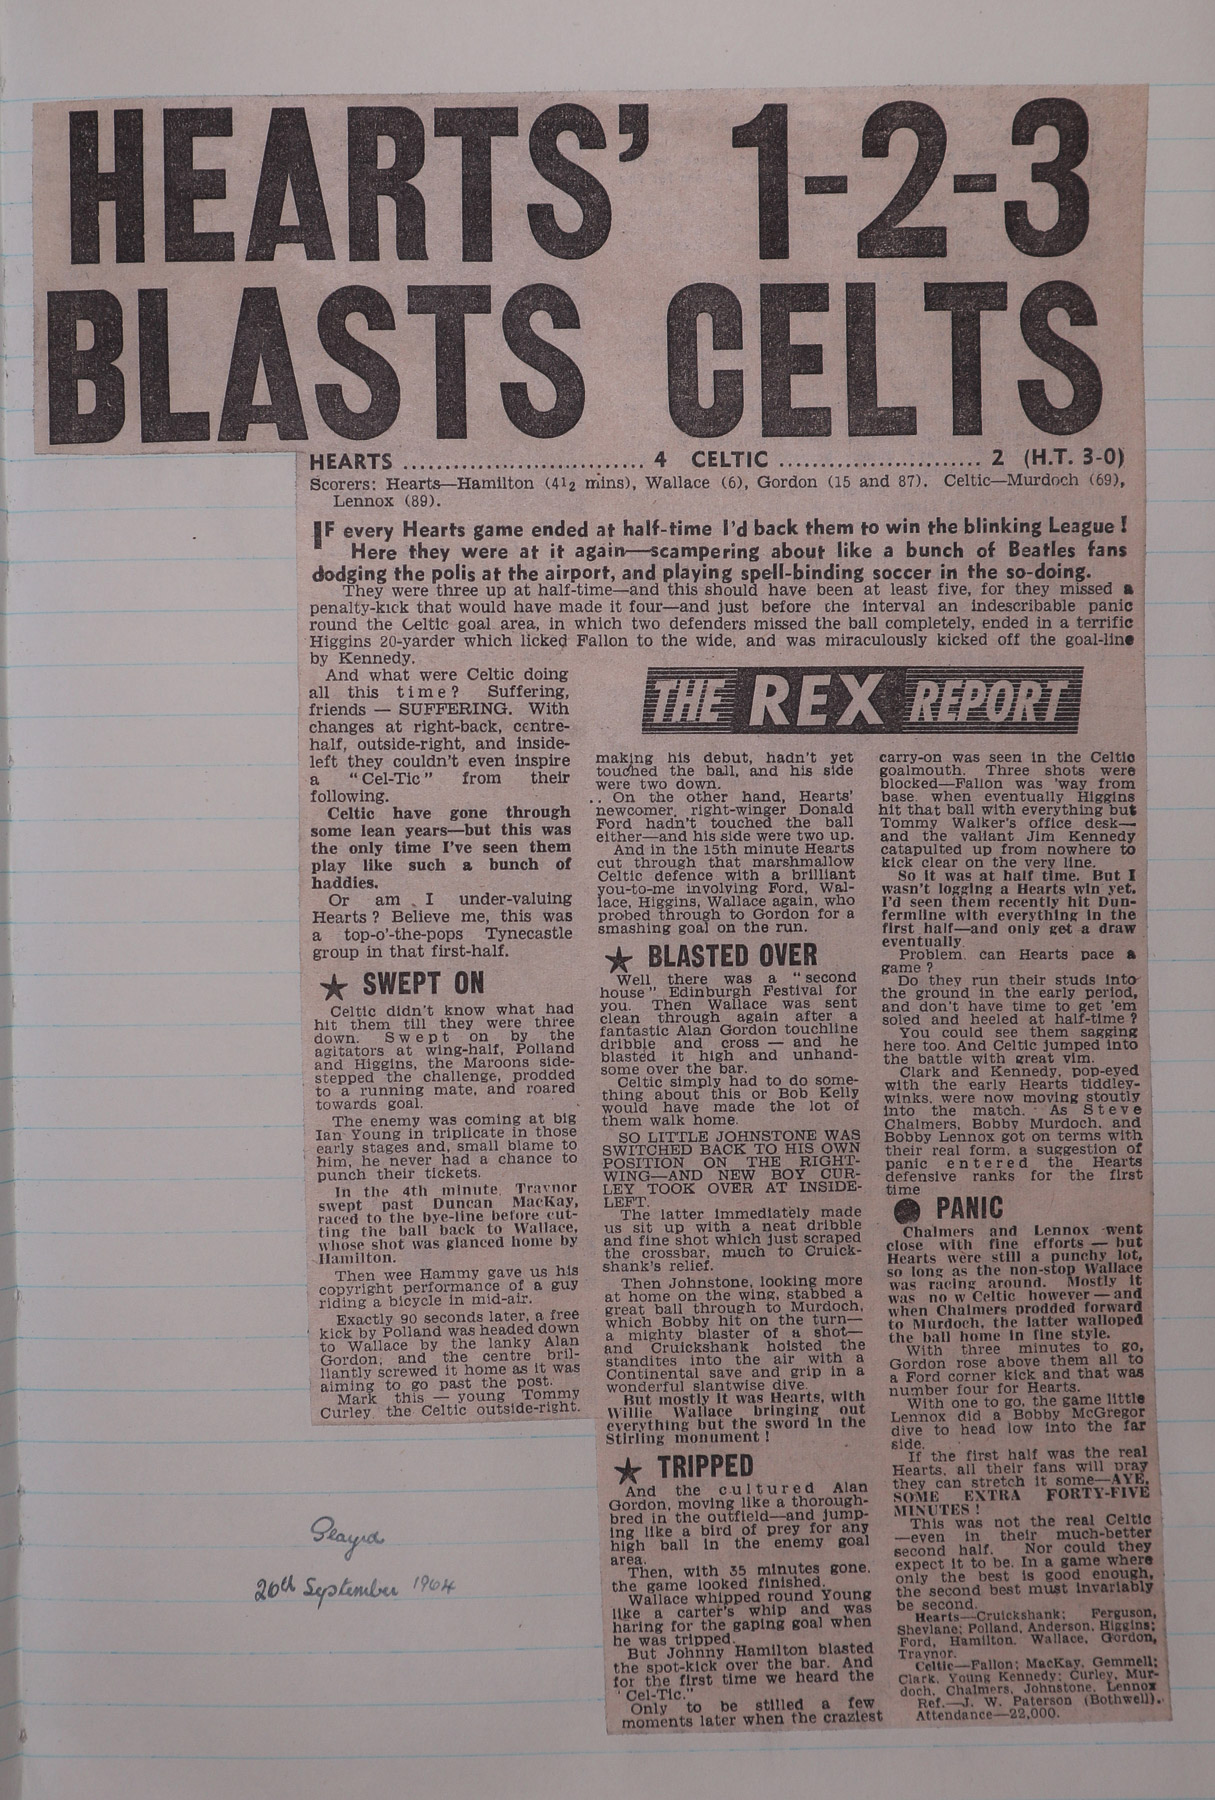 HEARTS' 1-2-3
BLASTS CELTS
HEARTS ............................. 4 CELTIC ........................ 2 (H.T. 3-0)
Scorers: Hearts—Hamilton (4½ mins), Wallace (6), Gordon (15 and 87). Celtic—Murdoch (69),
Lennox (89).
IF every Hearts game ended at half-time I'd back them to win the blinking League!
Here they were at it again—scampering about like a bunch of Beatles fans
dodging the polis at the airport, and playing spell-binding soccer in the so-doing.
They were three up at half-time—and this should have been at least five, for they missed a
penalty-kick that would have made it four—and just before the interval an indescribable panic
round the Celtic goal area, in which two defenders missed the ball completely, ended in a terrific
Higgins 20-yarder which licked Fallon to the wide, and was miraculously kicked off the goal-line
by Kennedy.
And what were Celtic doing
all this time? Suffering,
friends — SUFFERING. With
changes at right-back, centre-
half, outside-right, and inside-
left they couldn't even inspire
a "Cel-Tic" from their
following.
Celtic have gone through
some lean years—but this was
the only time I've seen them
play like such a bunch of
haddies.
Or am I under-valuing
Hearts? Believe me, this was
a top-o'-the-pops Tynecastle
group in that first-half.
★ SWEPT ON
Celtic didn't know what had
hit them till they were three
down. Swept on by the
agitators at wing-half, Polland
and Higgins, the Maroons side-
stepped the challenge, prodded
to a running mate, and roared
towards goal.
The enemy was coming at big
Ian Young in triplicate in those
early stages and, small blame to
him, he never had a chance to
punch their tickets.
In the 4th minute, Traynor
swept past Duncan MacKay,
raced to the bye-line before cut-
ting the ball back to Wallace,
whose shot was glanced home by
Hamilton.
Then wee Hammy gave us his
copyright performance of a guy
riding a bicycle in mid-air.
Exactly 90 seconds later, a free
kick by Polland was headed down
to Wallace by the lanky Alan
Gordon, and the centre bril-
liantly screwed it home as it was
aiming to go past the post.
Mark this — young Tommy
Curley the Celtic outside-right.
THE REX REPORT
making his debut, hadn't yet
touched the ball, and his side
were two down.
.. On the other hand, Hearts'
newcomer, right-winger Donald
Ford hadn't touched the ball
either—and his side were two up.
And in the 15th minute Hearts
cut through that marshmallow
Celtic defence with a brilliant
you-to-me involving Ford, Wal-
lace, Higgins, Wallace again, who
probed through to Gordon for a
smashing goal on the run.
★ BLASTED OVER
Well there was a "second
house" Edinburgh Festival for
you. Then Wallace was sent
clean through again after a
fantastic Alan Gordon touchline
dribble and cross — and he
blasted it high and unhand-
some over the bar.
Celtic simply had to do some-
thing about this or Bob Kelly
would have made the lot of
them walk home.
SO LITTLE JOHNSTONE WAS
SWITCHED BACK TO HIS OWN
POSITION ON THE RIGHT-
WING—AND NEW BOY CUR-
LEY TOOK OVER AT INSIDE-
LEFT.
The latter immediately made
us sit up with a neat dribble
and fine shot which just scraped
the crossbar, much to Cruick-
shank's relief.
Then Johnstone, looking more
at home on the wing, stabbed a
great ball through to Murdoch,
which Bobby hit on the turn—
a mighty blaster of a shot—
and Cruickshank hoisted the
standites into the air with a
Continental save and grip in a
wonderful slantwise dive.
But mostly it was Hearts, with
Willie Wallace bringing out
everything but the sword in the
Stirling monument!
★ TRIPPED
And the cultured Alan
Gordon, moving like a thorough-
bred in the outfield—and jump-
ing like a bird of prey for any
high ball in the enemy goal
area.
Then, with 35 minutes gone,
the game looked finished.
Wallace whipped round Young
like a carter's whip and was
haring for the gaping goal when
he was tripped.
But Johnny Hamilton blasted
the spot-kick over the bar. And
for the first time we heard the
"Cel-Tic."
Only to be stilled a few
moments later when the craziest
carry-on was seen in the Celtic
goalmouth. Three shots were
blocked—Fallon was 'way from
base, when eventually Higgins
hit that ball with everything but
Tommy Walker's office desk—
and the valiant Jim Kennedy
catapulted up from nowhere to
kick clear on the very line.
So it was at half time. But I
wasn't logging a Hearts win yet.
I'd seen them recently hit Dun-
fermline with everything in the
first half—and only get a draw
eventually.
Problem, can Hearts pace a
game?
Do they run their studs into
the ground in the early period,
and don't have time to get 'em
soled and heeled at half-time?
You could see them sagging
here too. And Celtic jumped into
the battle with great vim.
Clark and Kennedy, pop-eyed
with the early Hearts tiddley-
winks, were now moving stoutly
into the match. As Steve
Chalmers, Bobby Murdoch, and
Bobby Lennox got on terms with
their real form, a suggestion of
panic entered the Hearts
defensive ranks for the first
time
● PANIC
Chalmers and Lennox went
close with fine efforts — but
Hearts were still a punchy lot,
so long as the non-stop Wallace
was racing around. Mostly it
was now Celtic however—and
when Chalmers prodded forward
to Murdoch, the latter walloped
the ball home in fine style.
With three minutes to go,
Gordon rose above them all to
a Ford corner kick and that was
number four for Hearts.
With one to go, the game little
Lennox did a Bobby McGregor
dive to head low into the far
side.
If the first half was the real
Hearts, all their fans will pray
they can stretch it some—AYE,
SOME EXTRA FORTY-FIVE
MINUTES!
This was not the real Celtic
—even in their much-better
second half. Nor could they
expect it to be. In a game where
only the best is good enough,
the second best must invariably
be second.
Hearts—Cruickshank; Ferguson,
Shevlane; Polland, Anderson, Higgins;
Ford, Hamilton, Wallace, Gordon,
Traynor.
Celtic—Fallon; MacKay, Gemmell;
Clark, Young Kennedy; Curley, Mur-
doch, Chalmers, Johnstone, Lennox
Ref.—J. W. Paterson (Bothwell).
Attendance—22,000.
Played
26th September 1964